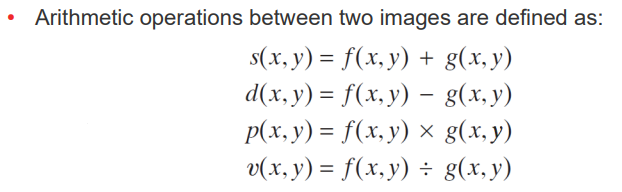 • Arithmetic operations between two images are defined as:
s(x, y) = f(x, y) + g(x, y)
d(x, y) = f(x, y) − g(x, y)
p(x, y) = f(x, y) × g(x, y)
v(x, y) = f(x, y) ÷ g(x, y)